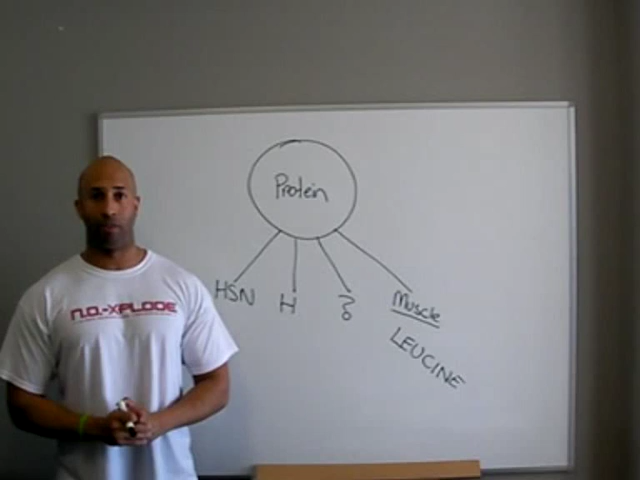 Protein
HSN
H
Muscle
LEUCINE
N.O.-XPLODE